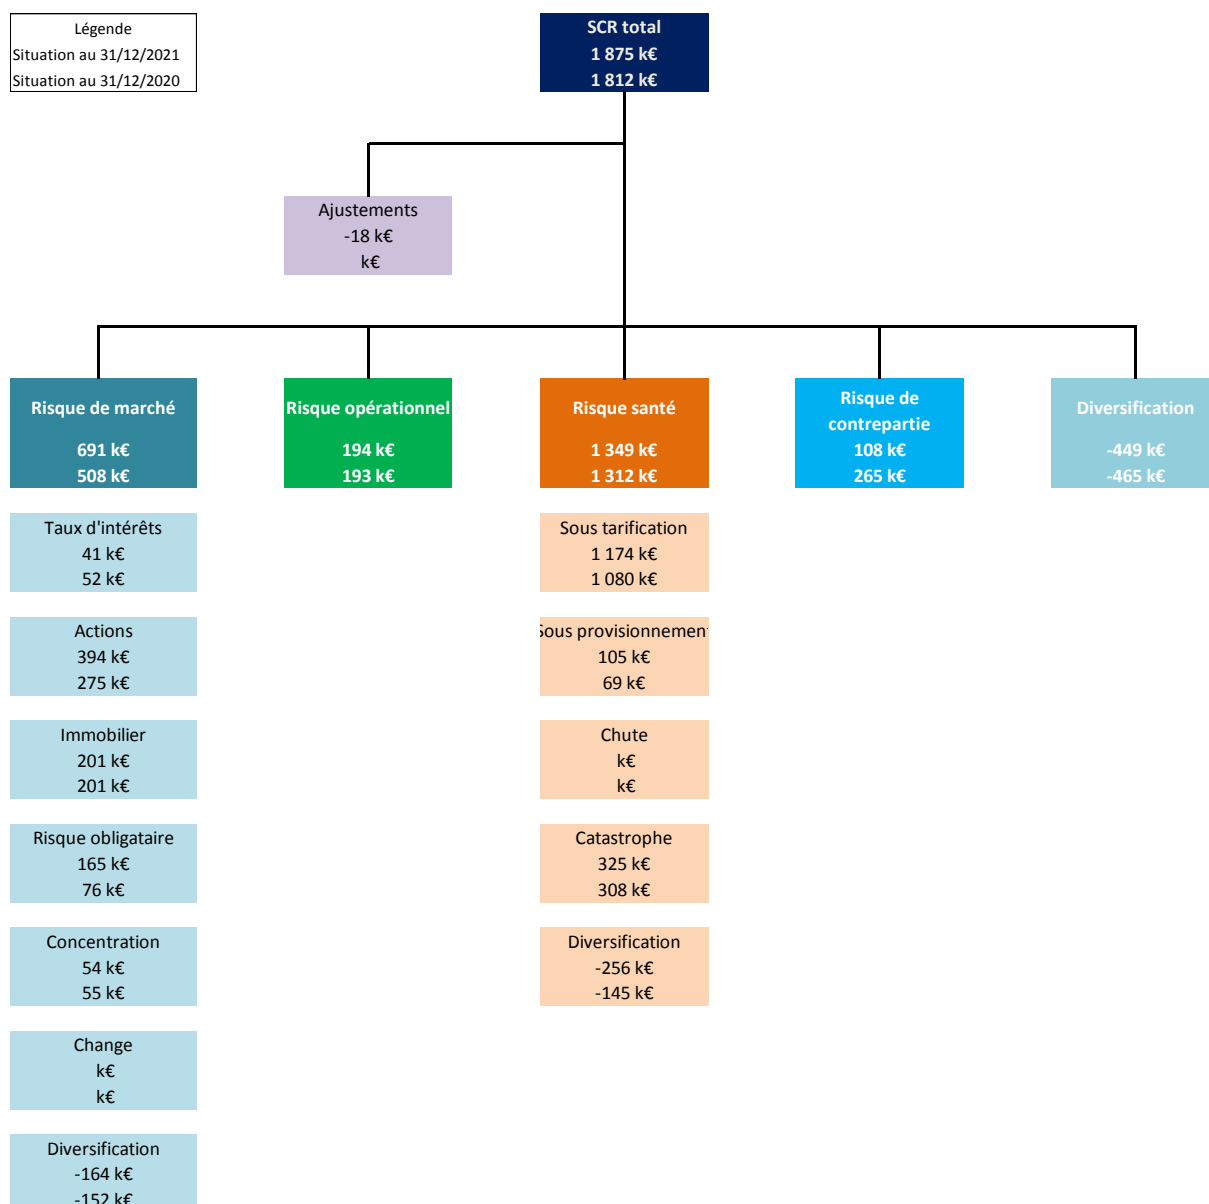 Légende
Situation au 31/12/2021
Situation au 31/12/2020
SCR total
1 875 k€
1 812 k€
Ajustements
-18 k€
k€
Risque de marché
691 k€
508 k€
Risque opérationnel
194 k€
193 k€
Risque santé
1 349 k€
1 312 k€
Risque de
contrepartie
108 k€
265 k€
Diversification
-449 k€
-465 k€
Taux d'intérêts
41 k€
52 k€
Actions
394 k€
275 k€
Immobilier
201 k€
201 k€
Risque obligataire
165 k€
76 k€
Concentration
54 k€
55 k€
Change
k€
k€
Diversification
-164 k€
-152 k€
Sous tarification
1 174 k€
1 080 k€
Sous provisionnement
105 k€
69 k€
Chute
k€
k€
Catastrophe
325 k€
308 k€
Diversification
-256 k€
-145 k€